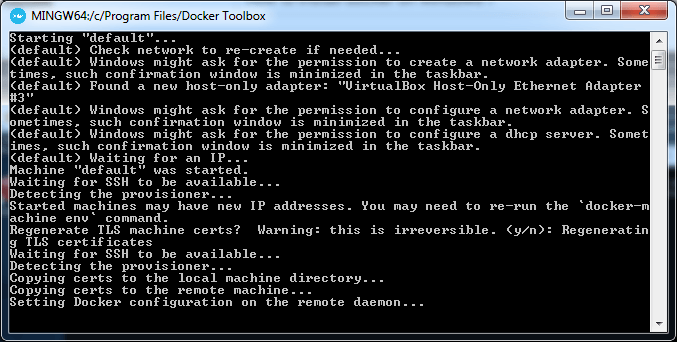 MINGW64:/c/Program Files/Docker Toolbox
Starting "default"...
(default) Check network to re-create if needed...
(default) Windows might ask for the permission to create a network adapter. Some
times, such confirmation window is minimized in the taskbar.
(default) Found a new host-only adapter: "VirtualBox Host-Only Ethernet Adapter
#3"
(default) Windows might ask for the permission to configure a network adapter. S
ometimes, such confirmation window is minimized in the taskbar.
(default) Windows might ask for the permission to configure a dhcp server. Somet
imes, such confirmation window is minimized in the taskbar.
(default) Waiting for an IP...
Machine "default" was started.
Waiting for SSH to be available...
Detecting the provisioner...
Started machines may have new IP addresses. You may need to re-run the `docker-m
achine env` command.
Regenerate TLS machine certs?  Warning: this is irreversible. (y/n): Regeneratin
g TLS certificates
Waiting for SSH to be available...
Detecting the provisioner...
Copying certs to the local machine directory...
Copying certs to the remote machine...
Setting Docker configuration on the remote daemon...